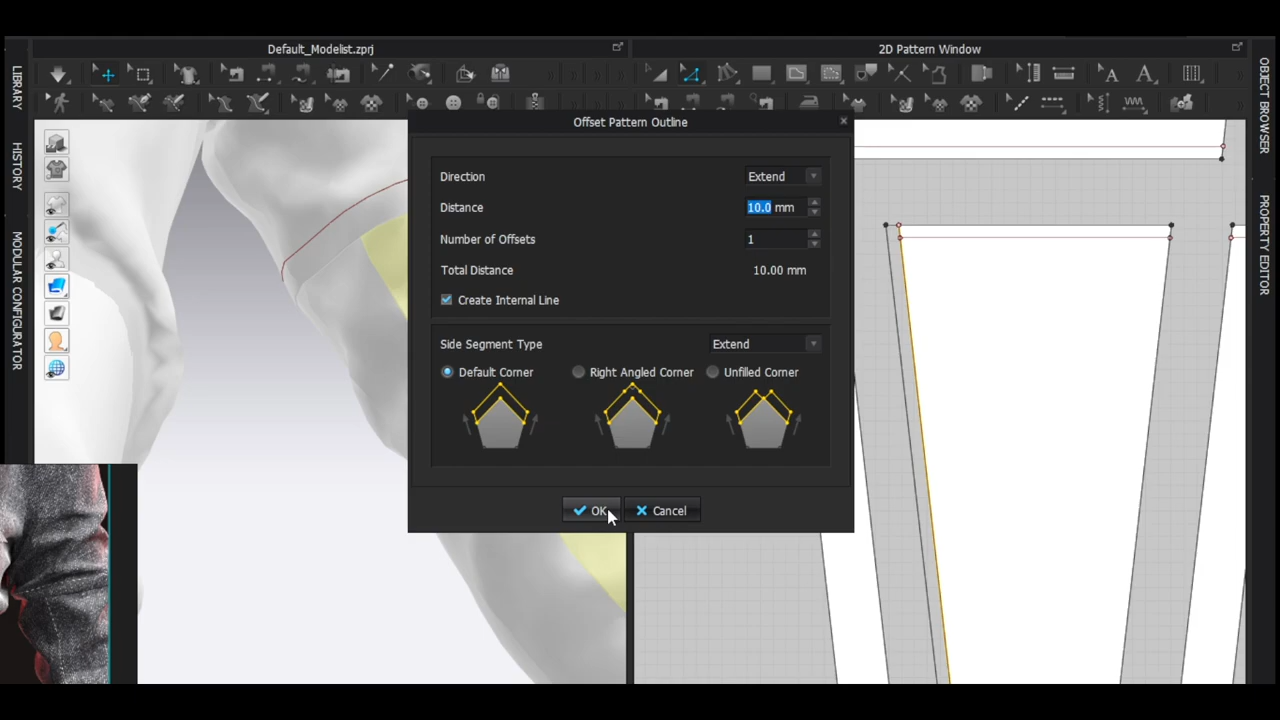 Default_Modelist.zprj
2D Pattern Window
LIBRARY
HISTORY
MODULAR CONFIGURATOR
OBJECT BROWSER
PROPERTY EDITOR
Offset Pattern Outline
Direction
Extend
Distance
10.0 mm
Number of Offsets
1
Total Distance
10.00 mm
Create Internal Line
Side Segment Type
Extend
Default Corner
Right Angled Corner
Unfilled Corner
OK
Cancel